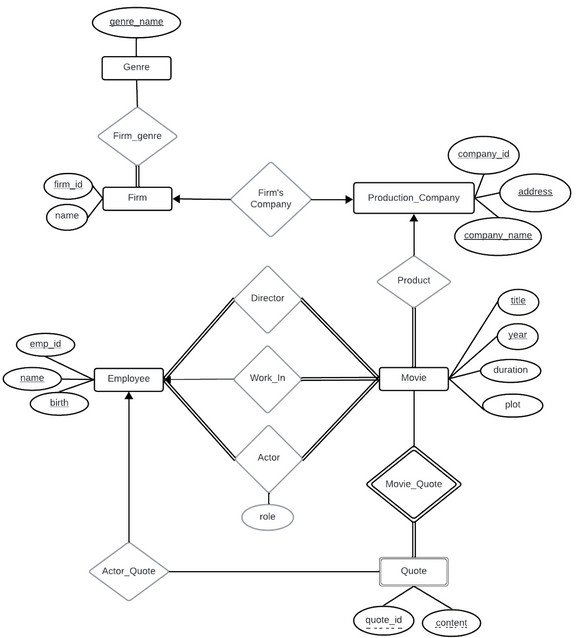 genre_name
Genre
Firm_genre
firm_id
Firm
name
Firm's
Company
company_id
Production_Company
address
company_name
Product
Director
title
year
emp_id
Employee
name
birth
Work_In
Movie
duration
plot
Actor
role
Movie_Quote
Actor_Quote
Quote
quote_id
content